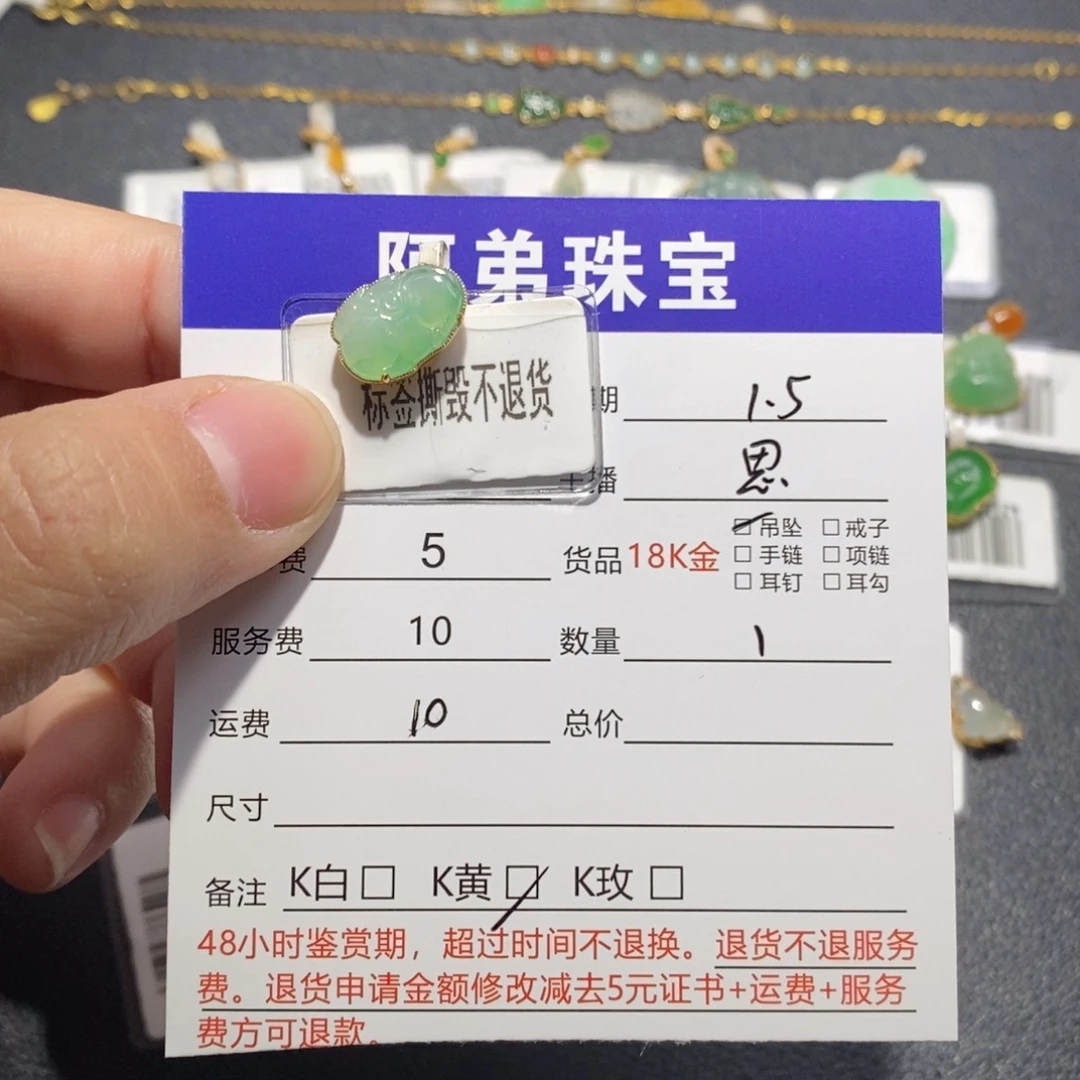 阿弟珠宝
标签撕毁不退货
期 1.5
主播 思
费 5 货品 18K金 吊坠 戒子
手链 项链
耳钉 耳勾
服务费 10 数量 1
运费 10 总价
尺寸
备注 K白 K黄 K玫
48小时鉴赏期，超过时间不退换。退货不退服务
费。退货申请金额修改减去5元证书+运费+服务
费方可退款。